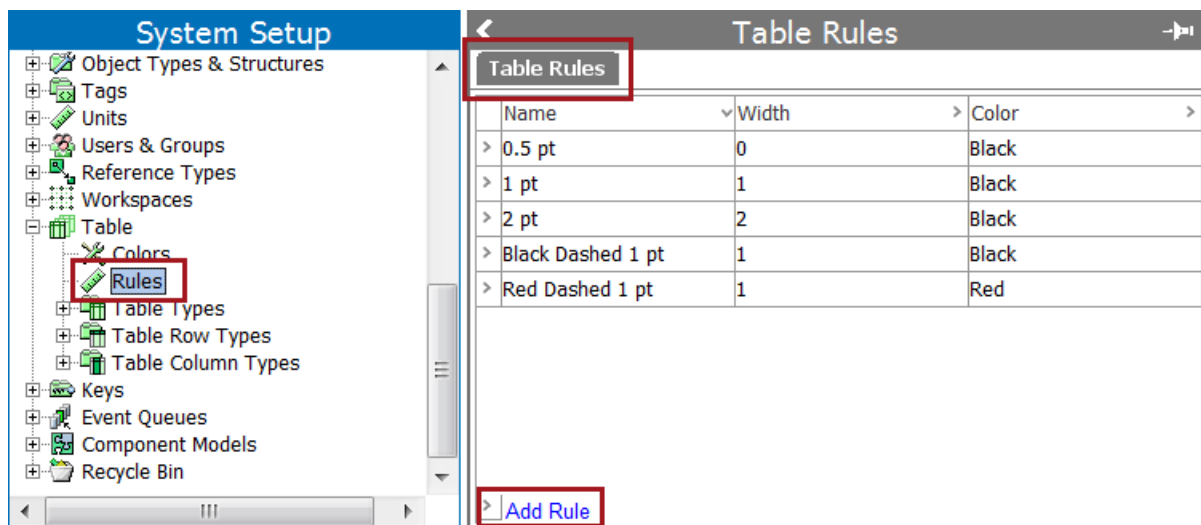 System Setup
Object Types & Structures
Tags
Units
Users & Groups
Reference Types
Workspaces
Table
Colors
Rules
Table Types
Table Row Types
Table Column Types
Keys
Event Queues
Component Models
Recycle Bin
Table Rules
Table Rules
Name Width Color
0.5 pt 0 Black
1 pt 1 Black
2 pt 2 Black
Black Dashed 1 pt 1 Black
Red Dashed 1 pt 1 Red
Add Rule